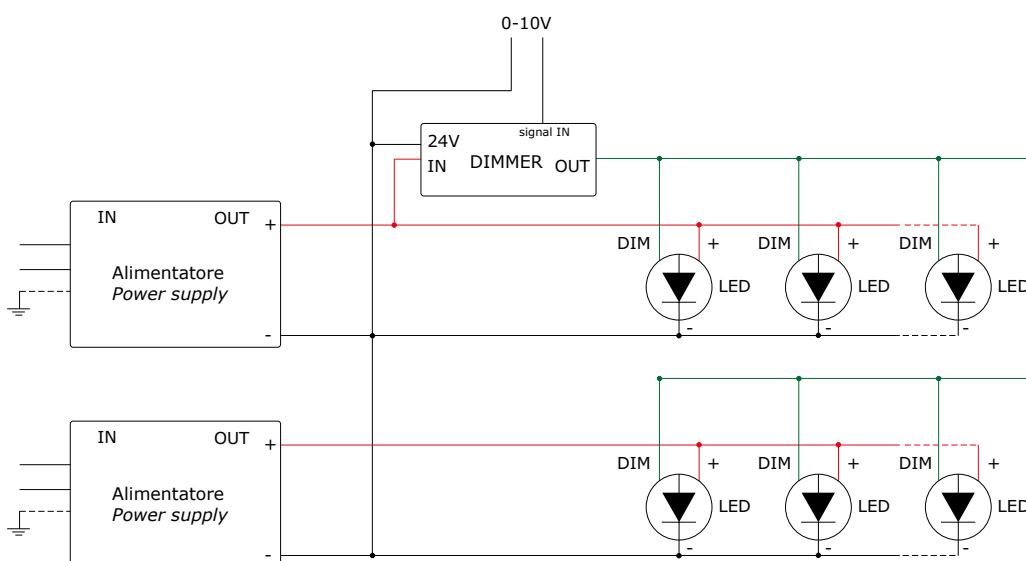 0-10V
signal IN
24V
IN DIMMER OUT
IN OUT +
DIM + DIM + DIM +
Alimentatore
Power supply
LED LED LED
-
- - -
IN OUT +
DIM + DIM + DIM +
Alimentatore
Power supply
LED LED LED
-
- - -